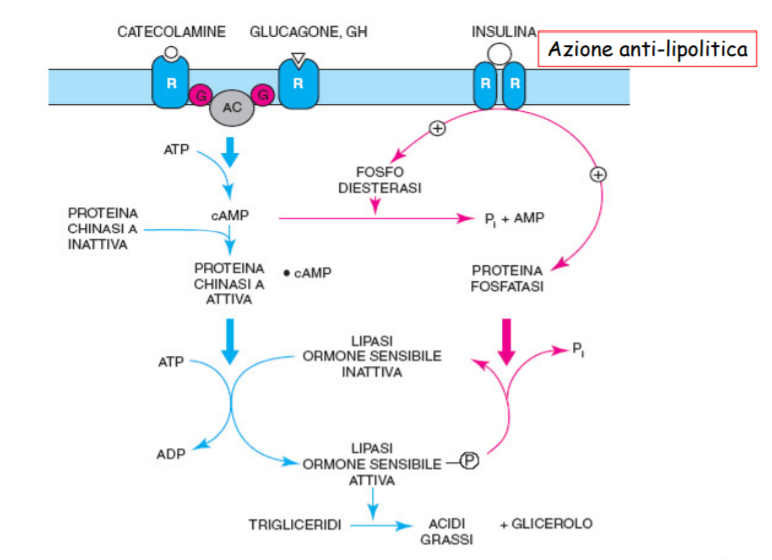 CATECOLAMINE
GLUCAGONE, GH
INSULINA
Azione anti-lipolitica
R
G
AC
G
R
R
R
+
ATP
FOSFO
DIESTERASI
+
PROTEINA
CHINASI A
INATTIVA
cAMP
Pi + AMP
PROTEINA
CHINASI A
ATTIVA
• cAMP
PROTEINA
FOSFATASI
ATP
LIPASI
ORMONE SENSIBILE
INATTIVA
Pi
ADP
LIPASI
ORMONE SENSIBILE
ATTIVA
P
TRIGLICERIDI
ACIDI
GRASSI
+ GLICEROLO